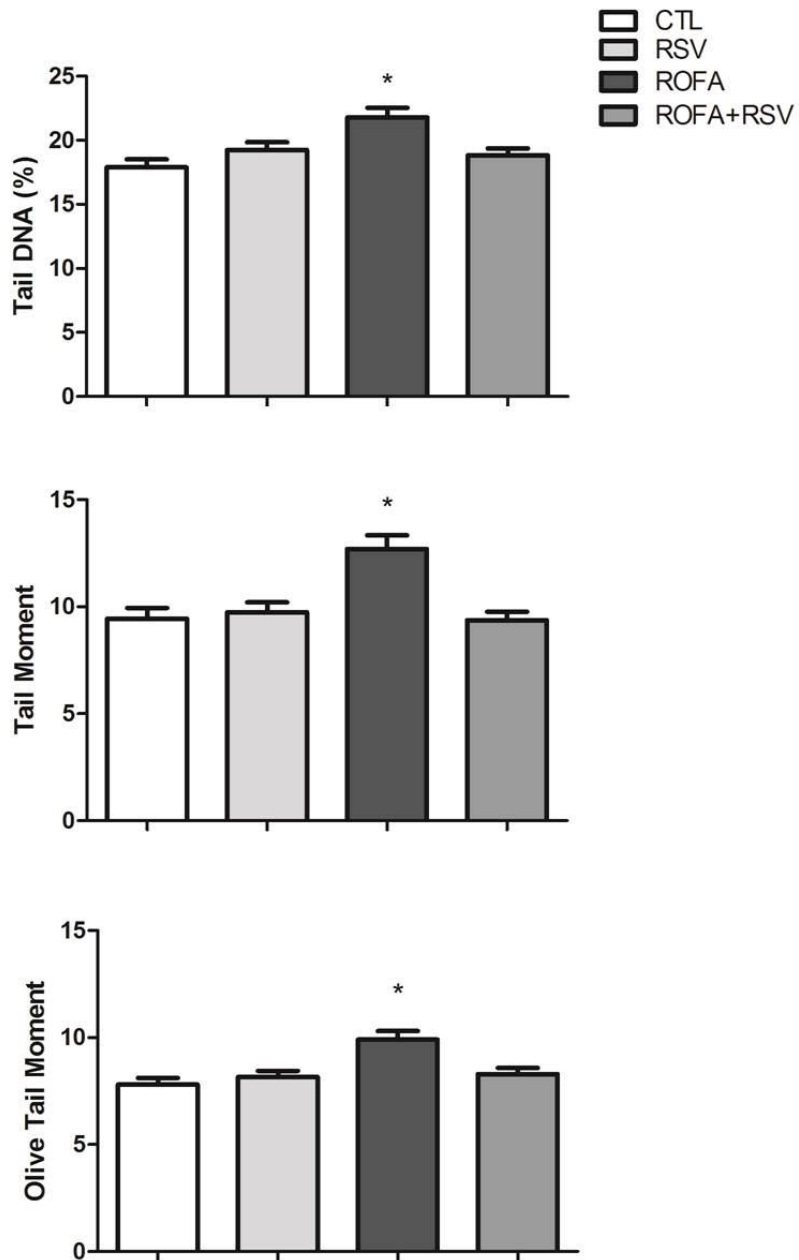 CTL
RSV
ROFA
ROFA+RSV
25
*
20
15
10
5
0
Tail DNA (%)
15
*
10
5
0
Tail Moment
15
*
10
5
0
Olive Tail Moment